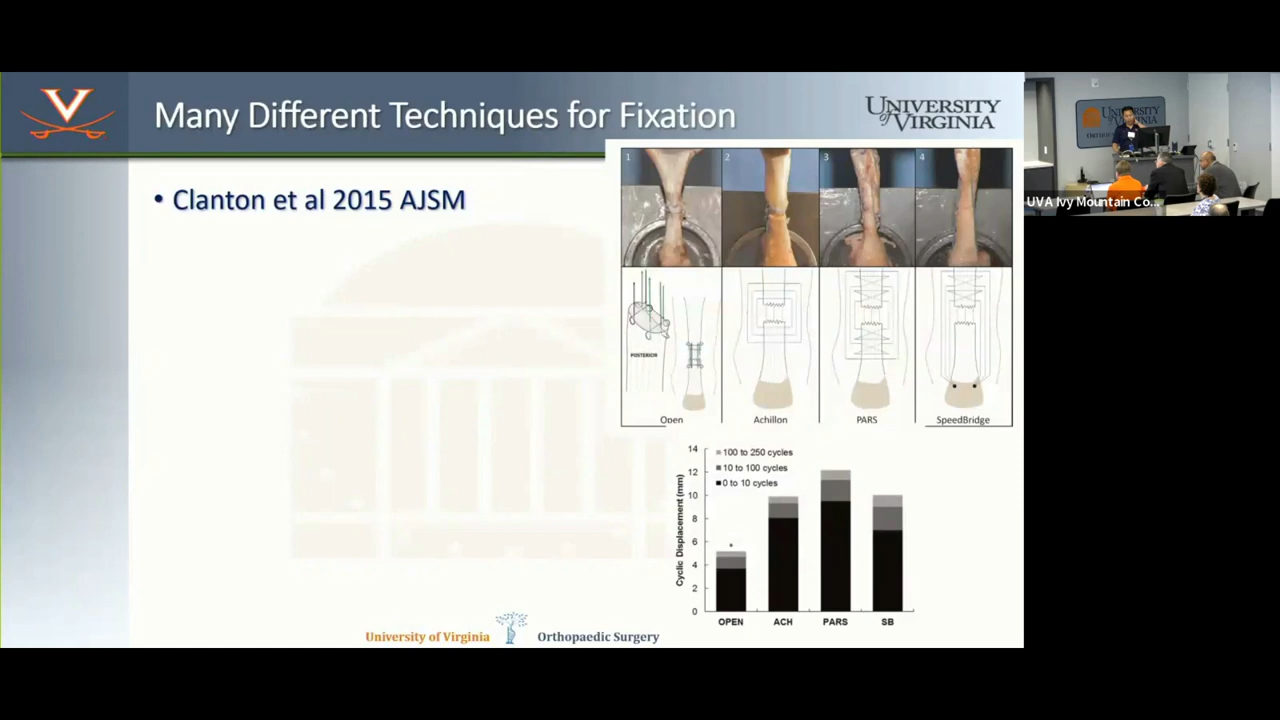 Many Different Techniques for Fixation
UNIVERSITY
of VIRGINIA
• Clanton et al 2015 AJSM
1
2
3
4
POSTERIOR
Open
Achillon
PARS
SpeedBridge
14
12
10
8
6
4
2
0
Cyclic Displacement (mm)
100 to 250 cycles
10 to 100 cycles
0 to 10 cycles
*
OPEN
ACH
PARS
SB
University of Virginia
Orthopaedic Surgery
UNIVERSITY
VIRGINIA
UVA Ivy Mountain Co...